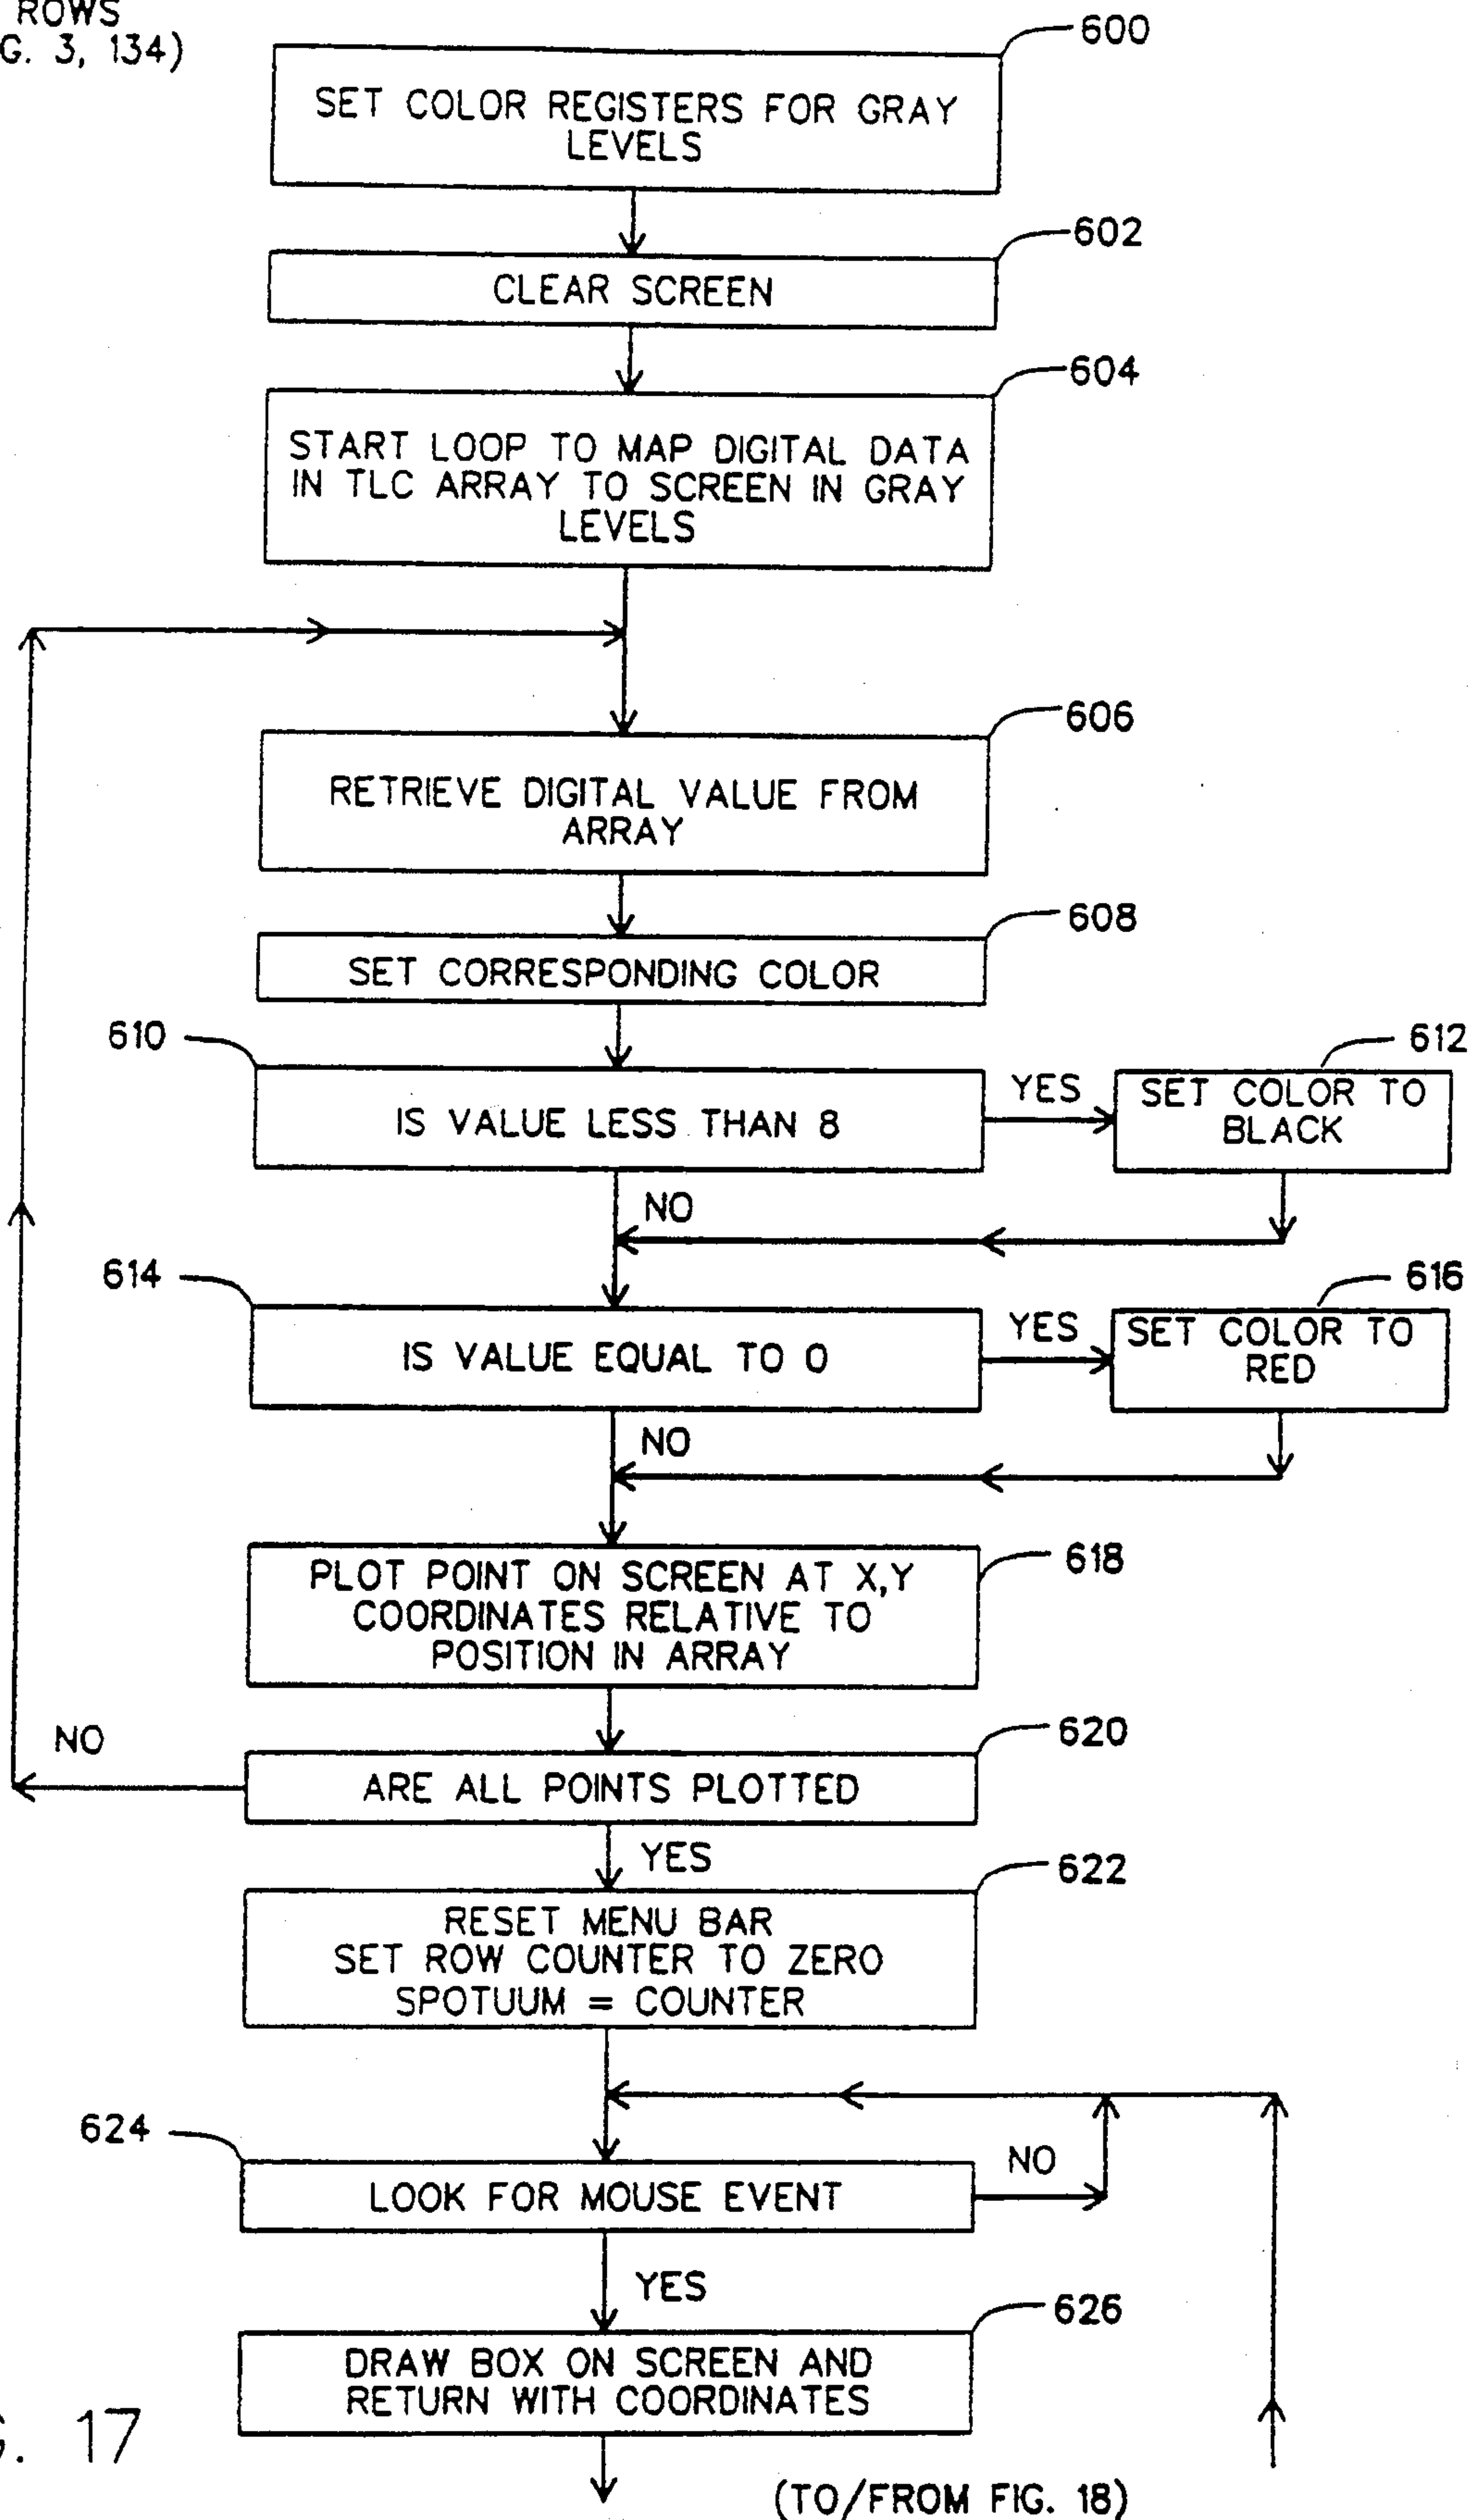 ROWS
G. 3, 134)
600
SET COLOR REGISTERS FOR GRAY
LEVELS
602
CLEAR SCREEN
604
START LOOP TO MAP DIGITAL DATA
IN TLC ARRAY TO SCREEN IN GRAY
LEVELS
606
RETRIEVE DIGITAL VALUE FROM
ARRAY
608
SET CORRESPONDING COLOR
610
IS VALUE LESS THAN 8
YES
612
SET COLOR TO
BLACK
NO
614
IS VALUE EQUAL TO 0
YES
616
SET COLOR TO
RED
NO
618
PLOT POINT ON SCREEN AT X,Y
COORDINATES RELATIVE TO
POSITION IN ARRAY
620
ARE ALL POINTS PLOTTED
NO
YES
622
RESET MENU BAR
SET ROW COUNTER TO ZERO
SPOTUUM = COUNTER
624
LOOK FOR MOUSE EVENT
NO
YES
626
DRAW BOX ON SCREEN AND
RETURN WITH COORDINATES
G. 17
(TO/FROM FIG. 18)